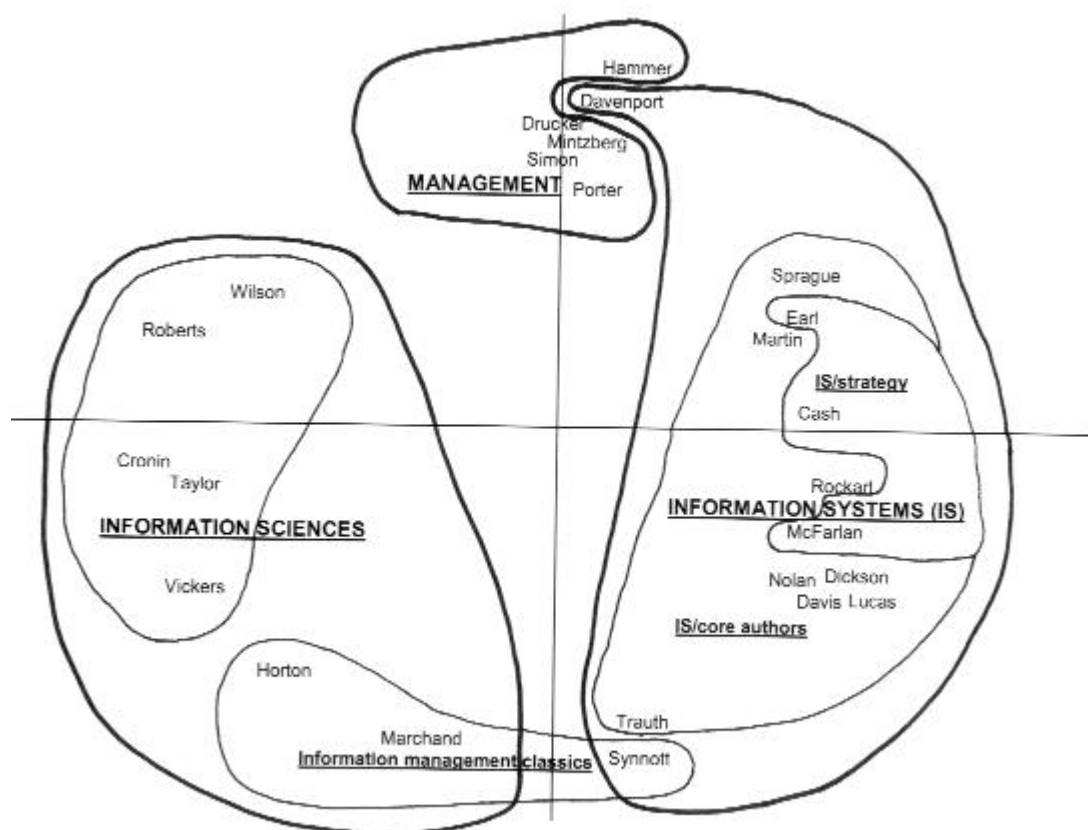 Hammer
Davenport
Drucker
Mintzberg
Simon
MANAGEMENT
Porter
Wilson
Roberts
Sprague
Earl
Martin
IS/strategy
Cash
Cronin
Taylor
Rockart
INFORMATION SYSTEMS (IS)
INFORMATION SCIENCES
McFarlan
Vickers
Nolan
Dickson
Davis
Lucas
IS/core authors
Horton
Trauth
Marchand
Information management classics
Synnott